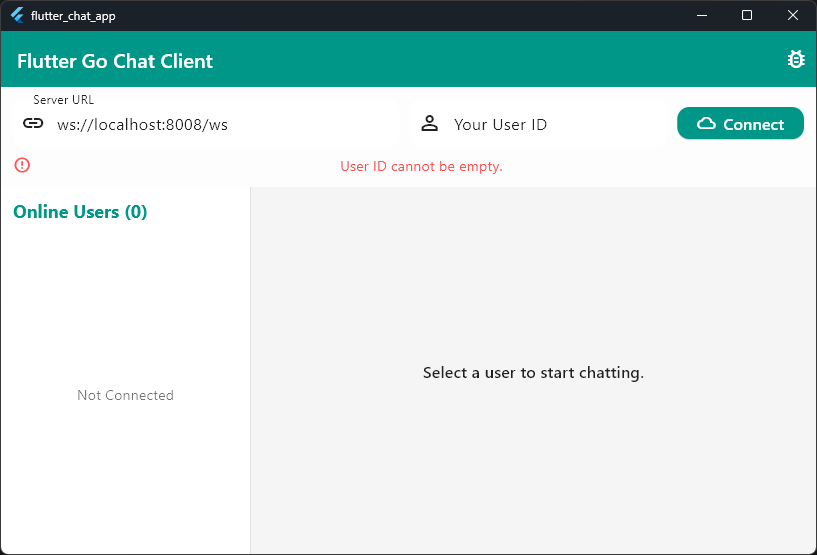 flutter_chat_app
Flutter Go Chat Client
Server URL
ws://localhost:8008/ws
Your User ID
Connect
User ID cannot be empty.
Online Users (0)
Select a user to start chatting.
Not Connected